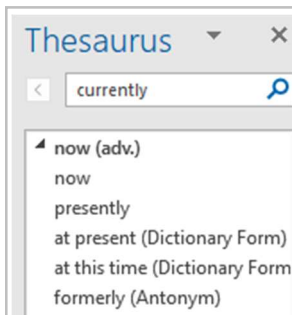 Thesaurus
currently
now (adv.)
now
presently
at present (Dictionary Form)
at this time (Dictionary Form
formerly (Antonym)